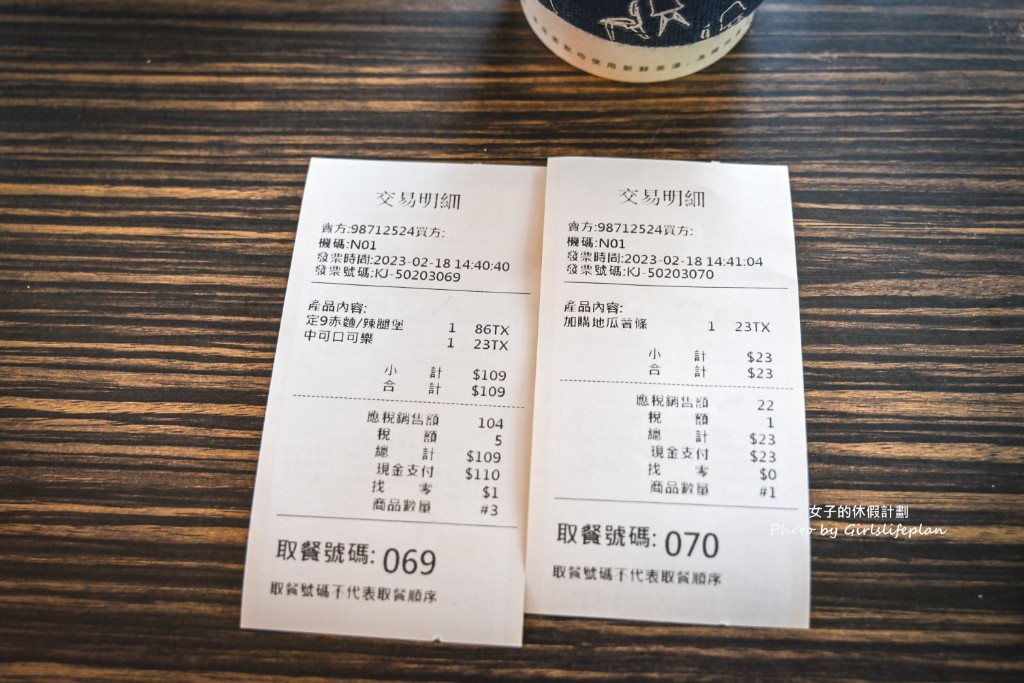 使用新鮮
交易明細
賣方:98712524買方:
機碼:N01
發票時間:2023-02-18 14:40:40
發票號碼:KJ-50203069
產品內容:
定9赤麵/辣腿堡 1 86TX
中可口可樂 1 23TX
小 計 $109
合 計 $109
應稅銷售額 104
稅 額 5
總 計 $109
現金支付 $110
找 零 $1
商品數量 #3
取餐號碼: 069
取餐號碼不代表取餐順序
交易明細
賣方:98712524買方:
機碼:N01
發票時間:2023-02-18 14:41:04
發票號碼:KJ-50203070
產品內容:
加購地瓜薯條 1 23TX
小 計 $23
合 計 $23
應稅銷售額 22
稅 額 1
總 計 $23
現金支付 $23
找 零 $0
商品數量 #1
取餐號碼: 070
取餐號碼不代表取餐順序
女子的休假計劃
Photo by Girlslifeplan